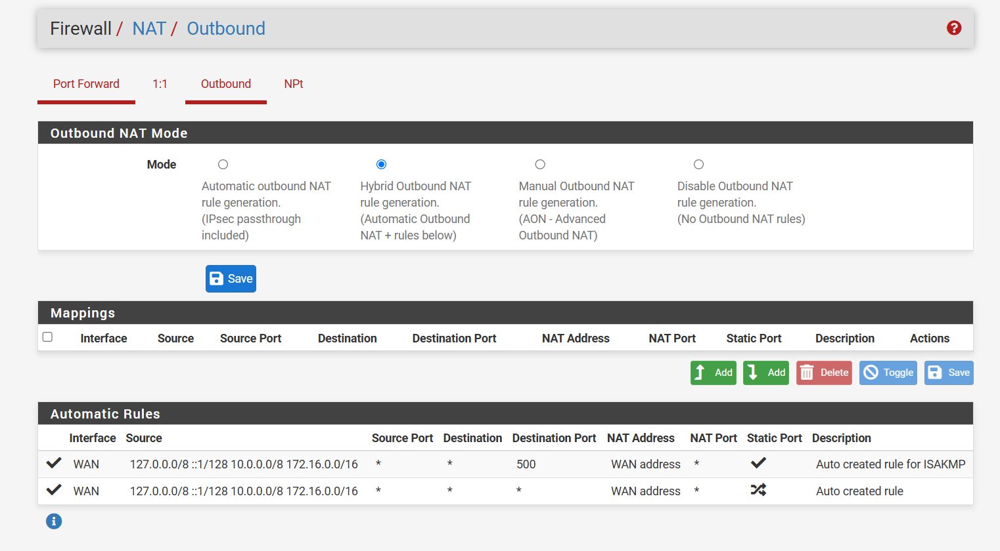 Firewall / NAT / Outbound
Port Forward 1:1 Outbound NPt
Outbound NAT Mode
Mode
Automatic outbound NAT
rule generation.
(IPsec passthrough
included)
Hybrid Outbound NAT
rule generation.
(Automatic Outbound
NAT + rules below)
Manual Outbound NAT
rule generation.
(AON - Advanced
Outbound NAT)
Disable Outbound NAT
rule generation.
(No Outbound NAT rules)
Save
Mappings
Interface Source Source Port Destination Destination Port NAT Address NAT Port Static Port Description Actions
Add Add Delete Toggle Save
Automatic Rules
Interface Source Source Port Destination Destination Port NAT Address NAT Port Static Port Description
WAN 127.0.0.0/8 ::1/128 10.0.0.0/8 172.16.0.0/16 * * 500 WAN address * Auto created rule for ISAKMP
WAN 127.0.0.0/8 ::1/128 10.0.0.0/8 172.16.0.0/16 * * * WAN address * Auto created rule